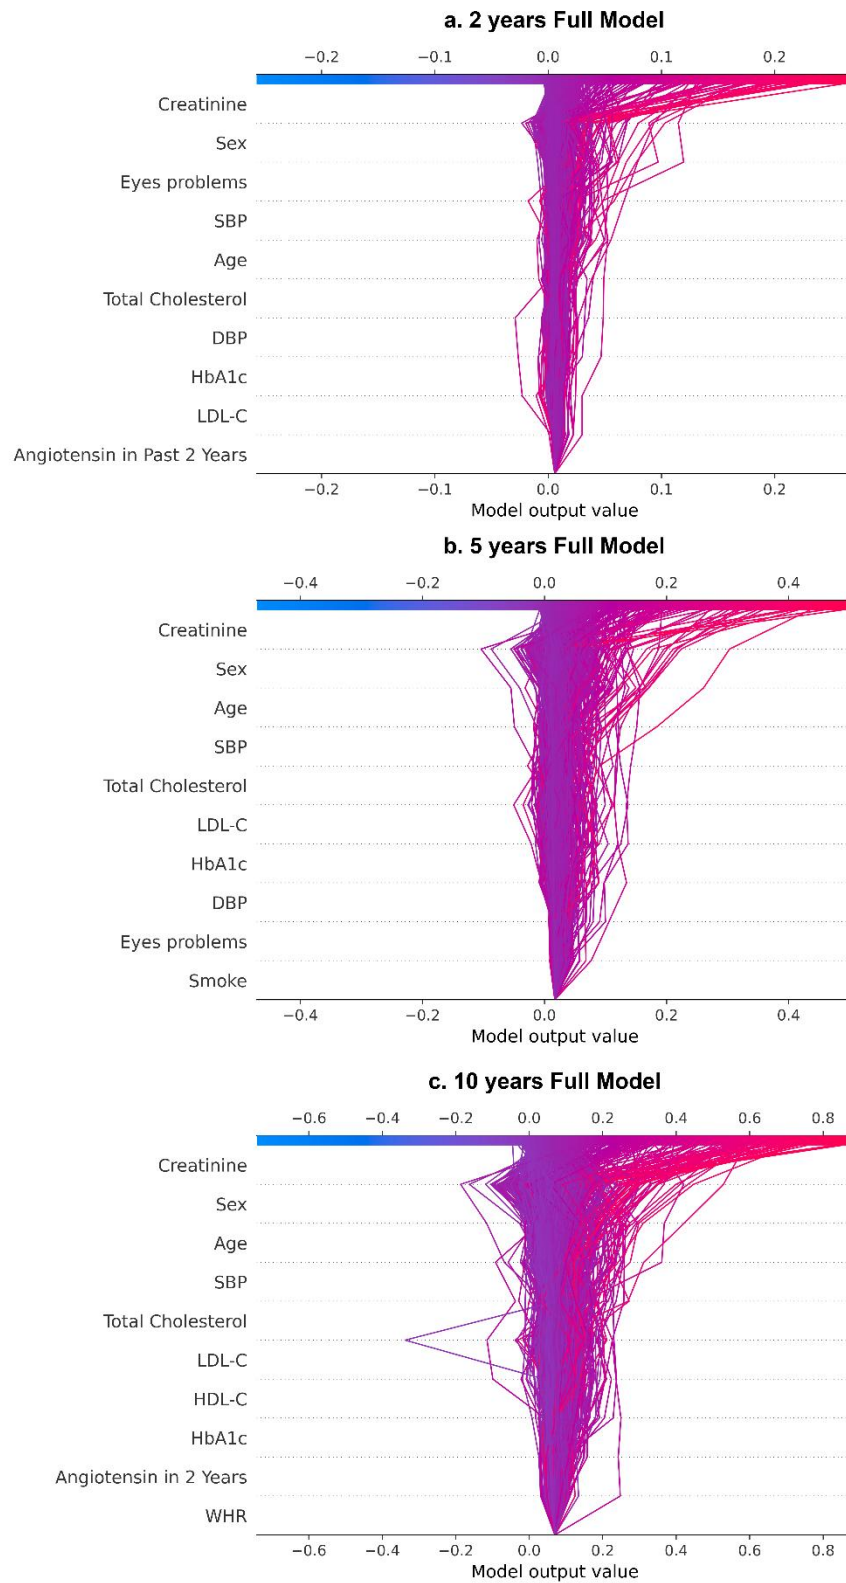 a. 2 years Full Model
−0.2 −0.1 0.0 0.1 0.2
Creatinine
Sex
Eyes problems
SBP
Age
Total Cholesterol
DBP
HbA1c
LDL-C
Angiotensin in Past 2 Years
−0.2 −0.1 0.0 0.1 0.2
Model output value
b. 5 years Full Model
−0.4 −0.2 0.0 0.2 0.4
Creatinine
Sex
Age
SBP
Total Cholesterol
LDL-C
HbA1c
DBP
Eyes problems
Smoke
−0.4 −0.2 0.0 0.2 0.4
Model output value
c. 10 years Full Model
−0.6 −0.4 −0.2 0.0 0.2 0.4 0.6 0.8
Creatinine
Sex
Age
SBP
Total Cholesterol
LDL-C
HDL-C
HbA1c
Angiotensin in 2 Years
WHR
−0.6 −0.4 −0.2 0.0 0.2 0.4 0.6 0.8
Model output value